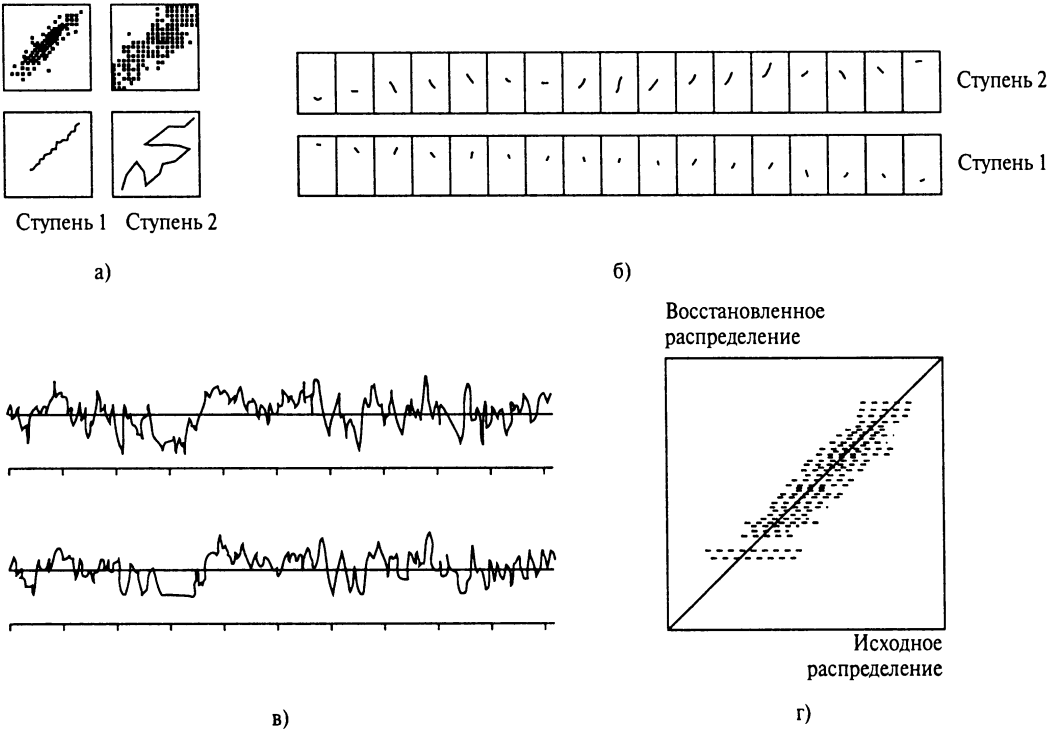 Ступень 1
Ступень 2
а)
Ступень 2
Ступень 1
б)
в)
Восстановленное
распределение
Исходное
распределение
г)